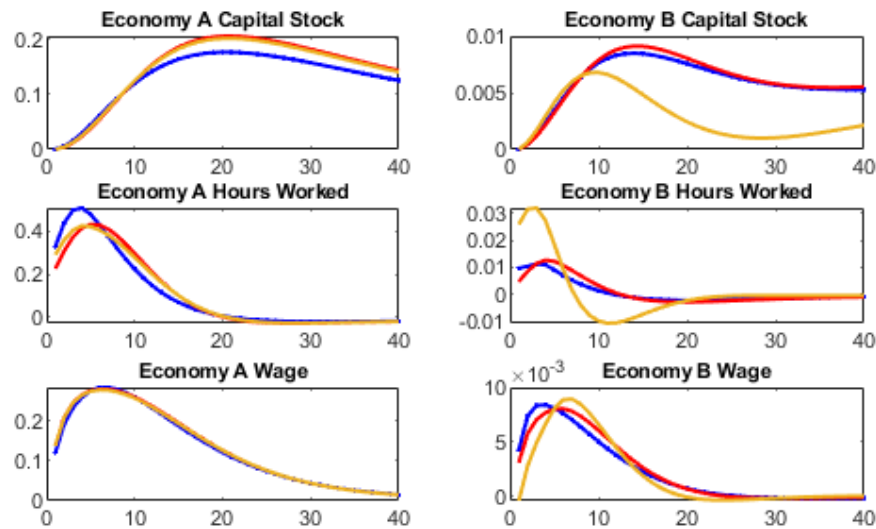 Economy A Capital Stock
0.2
0.1
0
0 10 20 30 40
Economy B Capital Stock
0.01
0.005
0
0 10 20 30 40
Economy A Hours Worked
0.4
0.2
0
0 10 20 30 40
Economy B Hours Worked
0.03
0.02
0.01
0
-0.01
0 10 20 30 40
Economy A Wage
0.2
0.1
0
0 10 20 30 40
Economy B Wage
10 × 10^-3
5
0
0 10 20 30 40